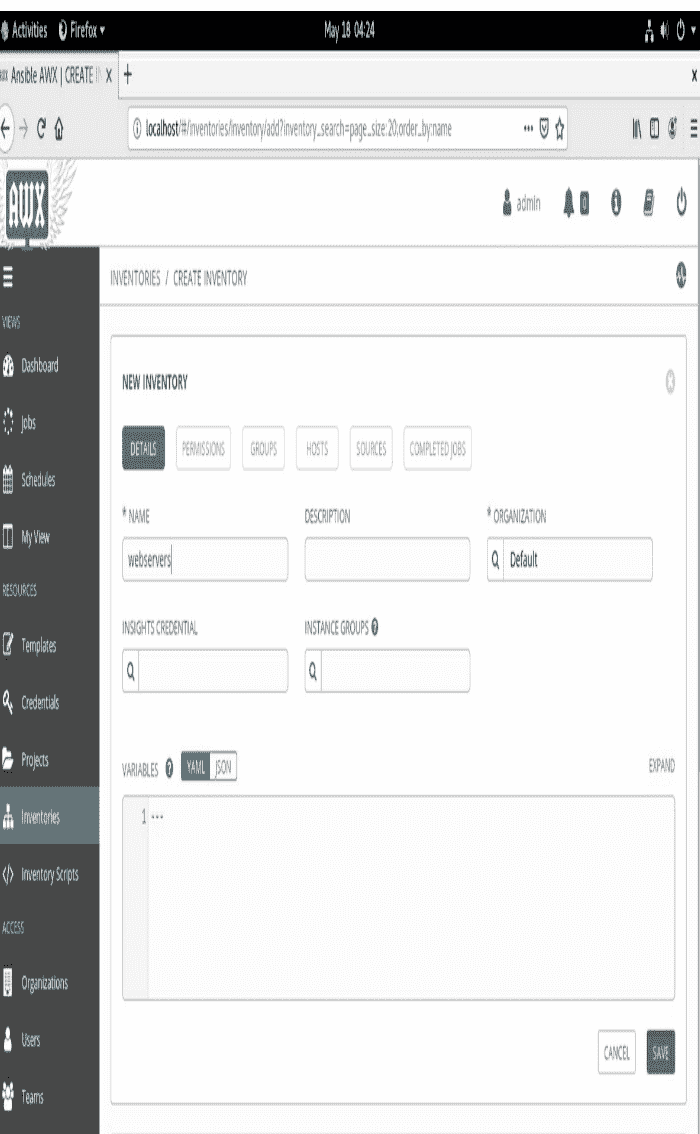 Activities Firefox May 18 04:24
Ansible AWX | CREATE I X + x
localhost/#/inventories/inventory/add?inventory_search=page_size:20;order_by:name
AWX
admin 0
INVENTORIES / CREATE INVENTORY
VIEWS
Dashboard
Jobs
Schedules
My View
RESOURCES
Templates
Credentials
Projects
Inventories
Inventory Scripts
ACCESS
Organizations
Users
Teams
NEW INVENTORY
DETAILS PERMISSIONS GROUPS HOSTS SOURCES COMPLETED JOBS
* NAME DESCRIPTION * ORGANIZATION
webservers Default
INSIGHTS CREDENTIAL INSTANCE GROUPS ?
VARIABLES ? YAML JSON EXPAND
1 ---
CANCEL SAVE